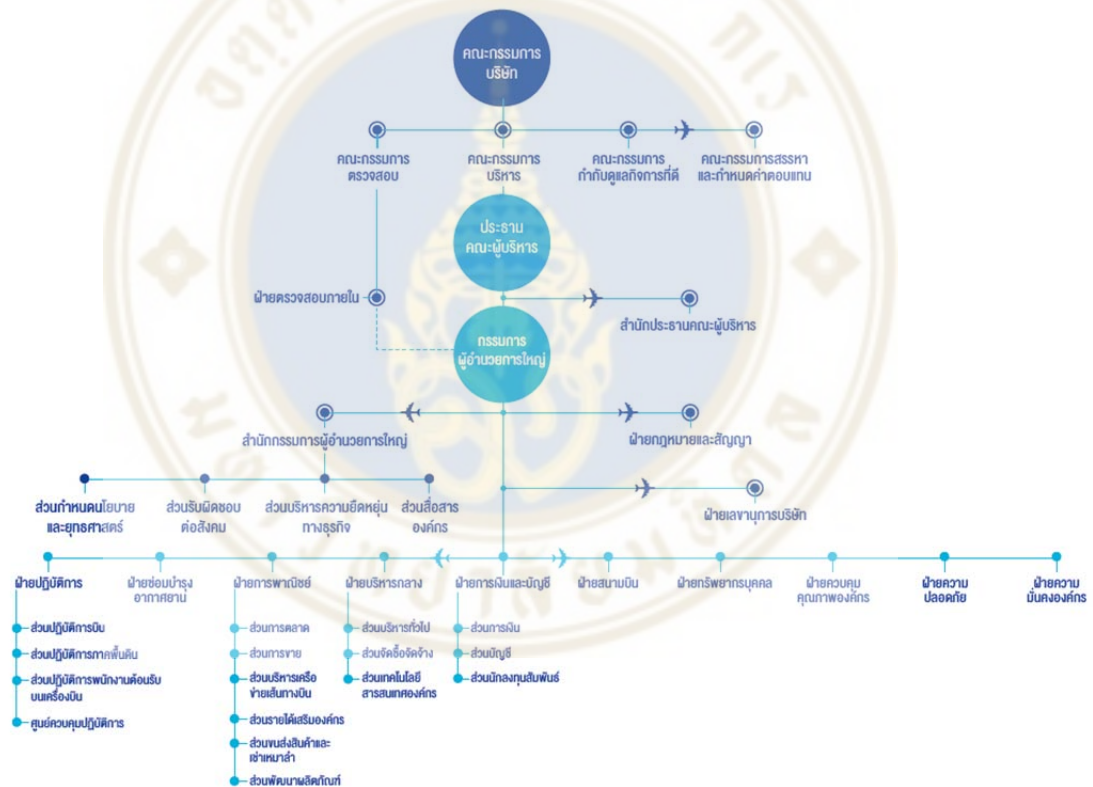 คณะกรรมการ
บริษัท
คณะกรรมการ
ตรวจสอบ
คณะกรรมการ
บริหาร
คณะกรรมการ
กำกับดูแลกิจการที่ดี
คณะกรรมการสรรหา
และกำหนดค่าตอบแทน
ประธาน
คณะผู้บริหาร
ฝ่ายตรวจสอบภายใน
สำนักประธานคณะผู้บริหาร
กรรมการ
ผู้อำนวยการใหญ่
สำนักกรรมการผู้อำนวยการใหญ่
ฝ่ายกฎหมายและสัญญา
ส่วนกำหนดนโยบาย
และยุทธศาสตร์
ส่วนรับผิดชอบ
ต่อสังคม
ส่วนบริหารความยืดหยุ่น
ทางธุรกิจ
ส่วนสื่อสาร
องค์กร
ฝ่ายเลขานุการบริษัท
ฝ่ายปฏิบัติการ
ฝ่ายซ่อมบำรุง
อากาศยาน
ฝ่ายการพาณิชย์
ฝ่ายบริหารกลาง
ฝ่ายการเงินและบัญชี
ฝ่ายสนามบิน
ฝ่ายทรัพยากรบุคคล
ฝ่ายควบคุม
คุณภาพองค์กร
ฝ่ายความ
ปลอดภัย
ฝ่ายความ
มั่นคงองค์กร
ส่วนปฏิบัติการบิน
ส่วนปฏิบัติการภาคพื้นดิน
ส่วนปฏิบัติการพนักงานต้อนรับ
บนเครื่องบิน
ศูนย์ควบคุมปฏิบัติการ
ส่วนการตลาด
ส่วนการขาย
ส่วนบริหารเครือ
ข่ายเส้นทางบิน
ส่วนรายได้เสริมองค์กร
ส่วนขนส่งสินค้าและ
เช่าเหมาลำ
ส่วนพัฒนาผลิตภัณฑ์
ส่วนบริหารทั่วไป
ส่วนจัดซื้อจัดจ้าง
ส่วนเทคโนโลยี
สารสนเทศองค์กร
ส่วนการเงิน
ส่วนบัญชี
ส่วนนักลงทุนสัมพันธ์